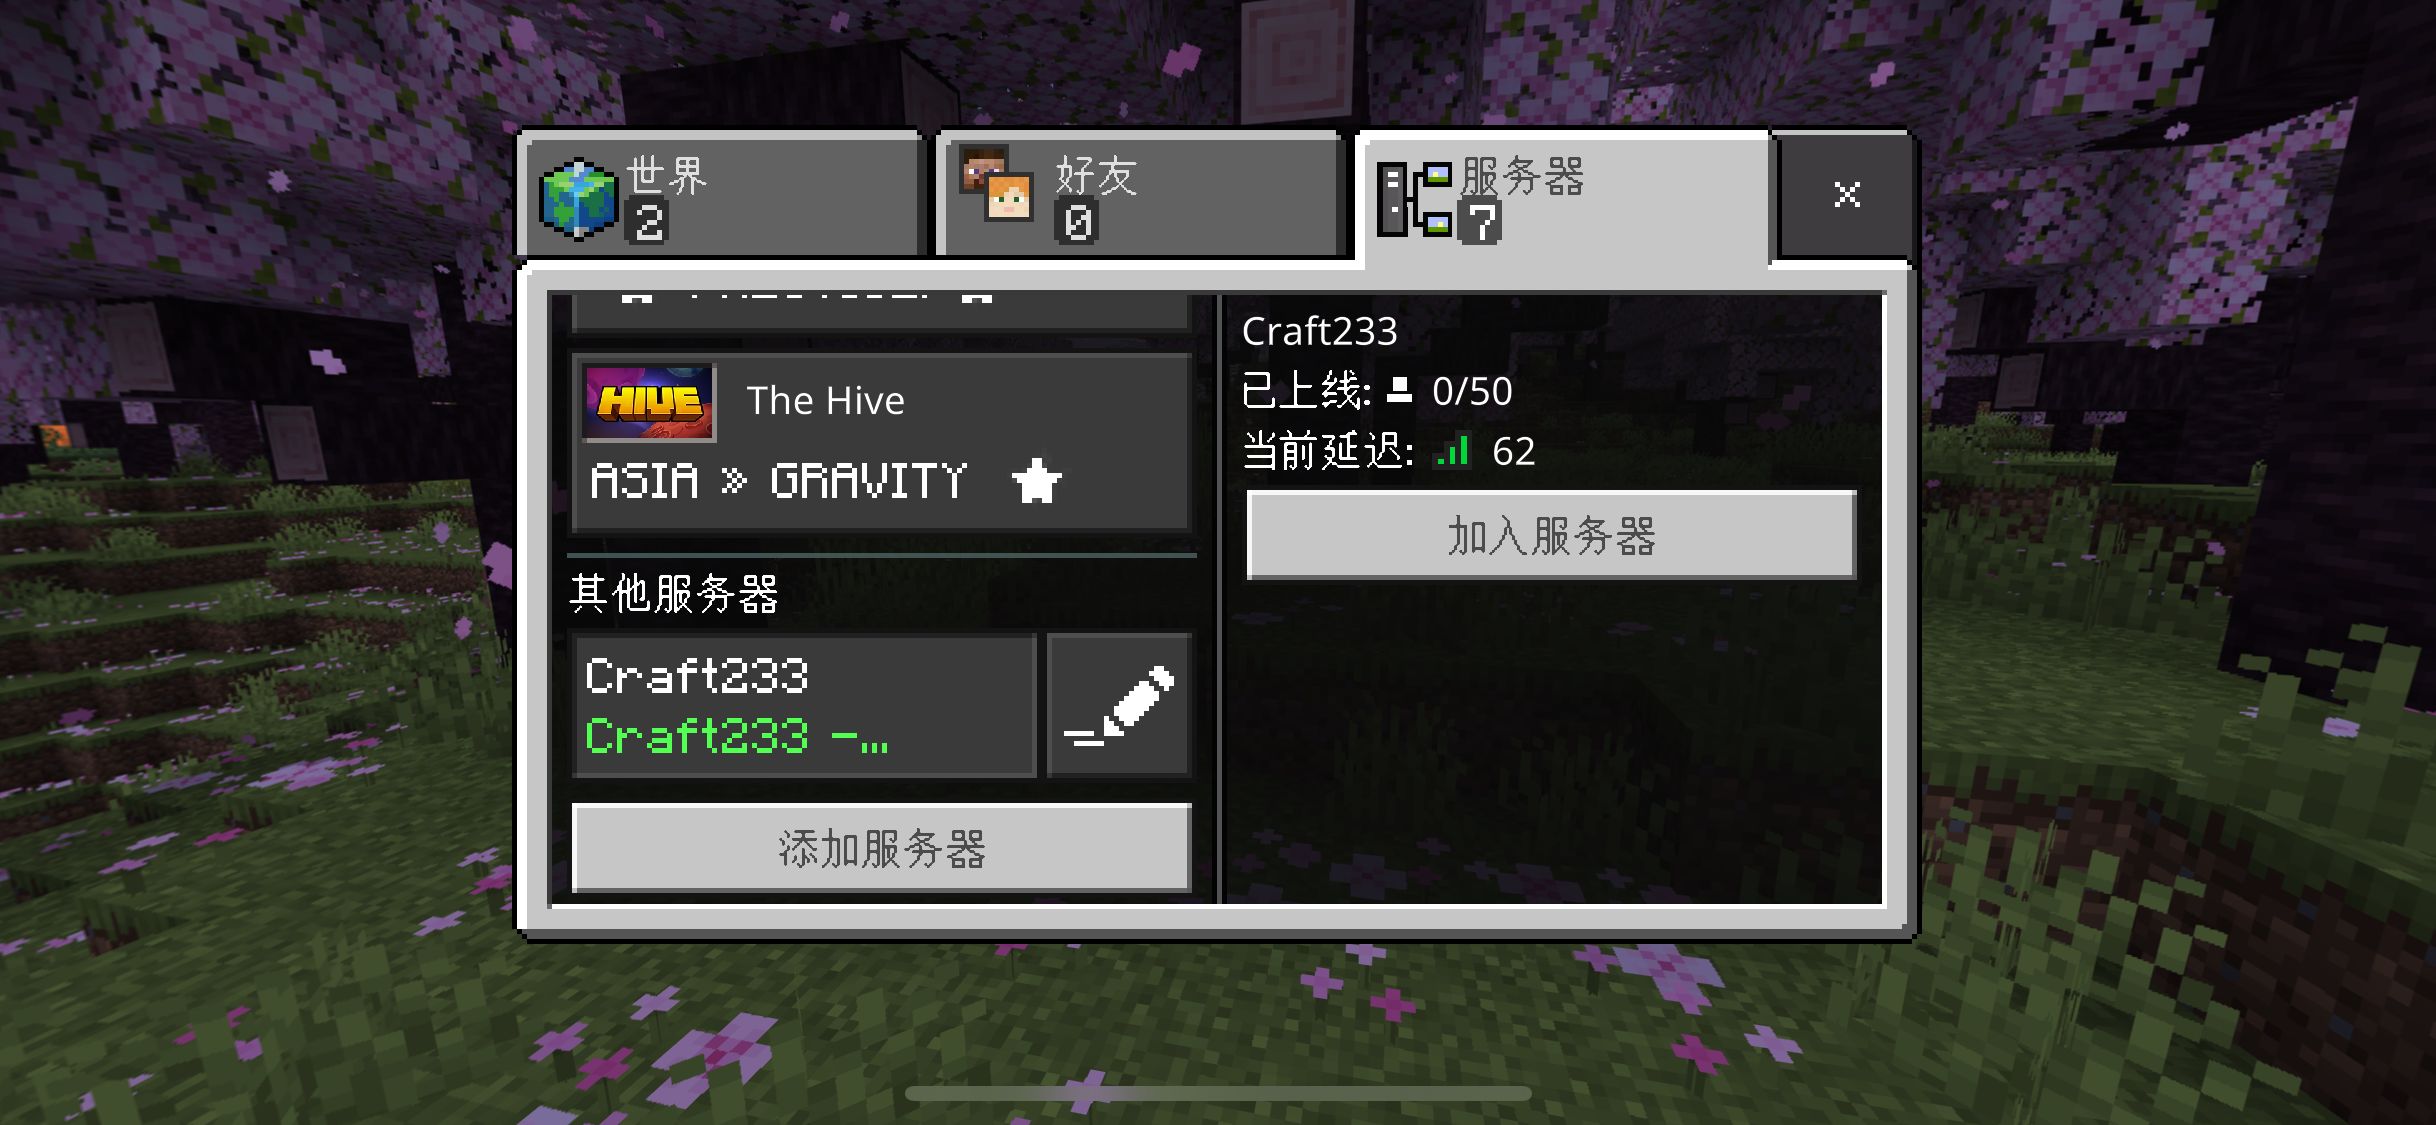 世界
2
好友
0
服务器
7
HIVE
The Hive
ASIA » GRAVITY
其他服务器
Craft233
Craft233 -...
添加服务器
Craft233
已上线: 0/50
当前延迟: 62
加入服务器